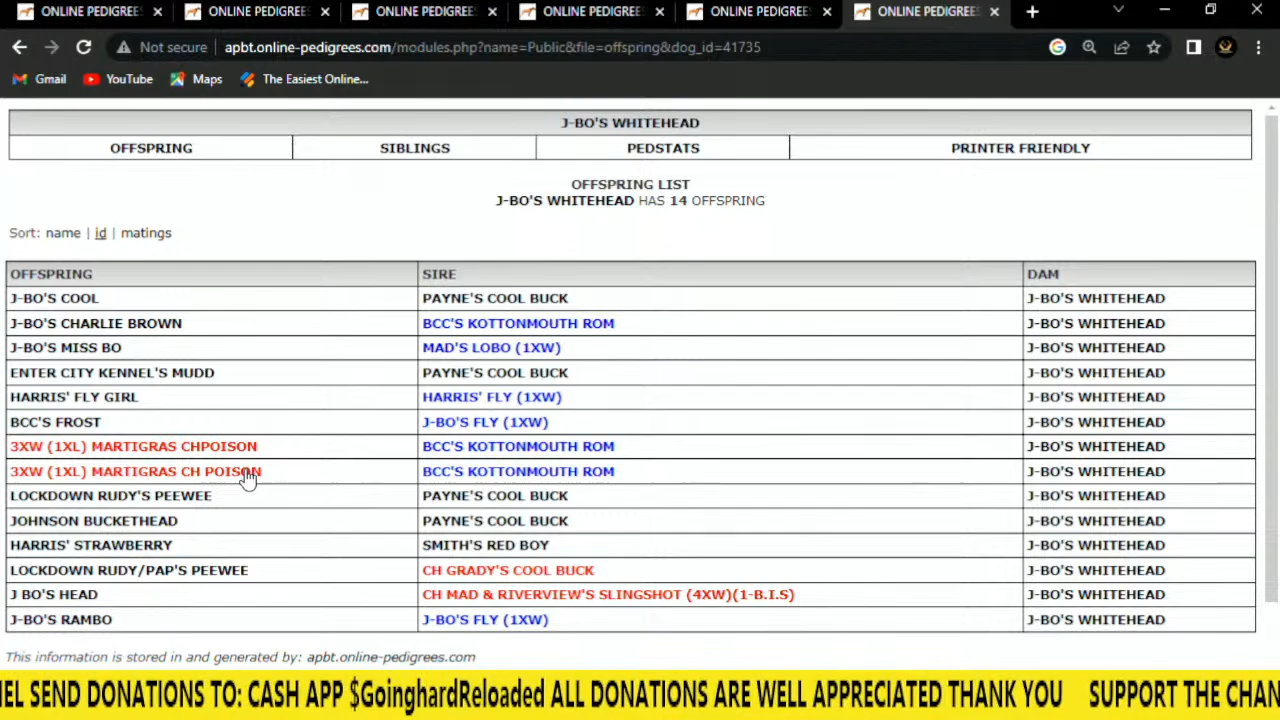 ONLINE PEDIGREES ONLINE PEDIGREES ONLINE PEDIGREES ONLINE PEDIGREES ONLINE PEDIGREES ONLINE PEDIGREES
Not secure apbt.online-pedigrees.com/modules.php?name=Public&file=offspring&dog_id=41735
Gmail YouTube Maps The Easiest Online...
J-BO'S WHITEHEAD
OFFSPRING SIBLINGS PEDSTATS PRINTER FRIENDLY
OFFSPRING LIST
J-BO'S WHITEHEAD HAS 14 OFFSPRING
Sort: name | id | matings
OFFSPRING SIRE DAM
J-BO'S COOL PAYNE'S COOL BUCK J-BO'S WHITEHEAD
J-BO'S CHARLIE BROWN BCC'S KOTTONMOUTH ROM J-BO'S WHITEHEAD
J-BO'S MISS BO MAD'S LOBO (1XW) J-BO'S WHITEHEAD
ENTER CITY KENNEL'S MUDD PAYNE'S COOL BUCK J-BO'S WHITEHEAD
HARRIS' FLY GIRL HARRIS' FLY (1XW) J-BO'S WHITEHEAD
BCC'S FROST J-BO'S FLY (1XW) J-BO'S WHITEHEAD
3XW (1XL) MARTIGRAS CHPOISON BCC'S KOTTONMOUTH ROM J-BO'S WHITEHEAD
3XW (1XL) MARTIGRAS CH POISON BCC'S KOTTONMOUTH ROM J-BO'S WHITEHEAD
LOCKDOWN RUDY'S PEEWEE PAYNE'S COOL BUCK J-BO'S WHITEHEAD
JOHNSON BUCKETHEAD PAYNE'S COOL BUCK J-BO'S WHITEHEAD
HARRIS' STRAWBERRY SMITH'S RED BOY J-BO'S WHITEHEAD
LOCKDOWN RUDY/PAP'S PEEWEE CH GRADY'S COOL BUCK J-BO'S WHITEHEAD
J BO'S HEAD CH MAD & RIVERVIEW'S SLINGSHOT (4XW)(1-B.I.S) J-BO'S WHITEHEAD
J-BO'S RAMBO J-BO'S FLY (1XW) J-BO'S WHITEHEAD
This information is stored in and generated by: apbt.online-pedigrees.com
NEL SEND DONATIONS TO: CASH APP $GoinghardReloaded ALL DONATIONS ARE WELL APPRECIATED THANK YOU SUPPORT THE CHAN